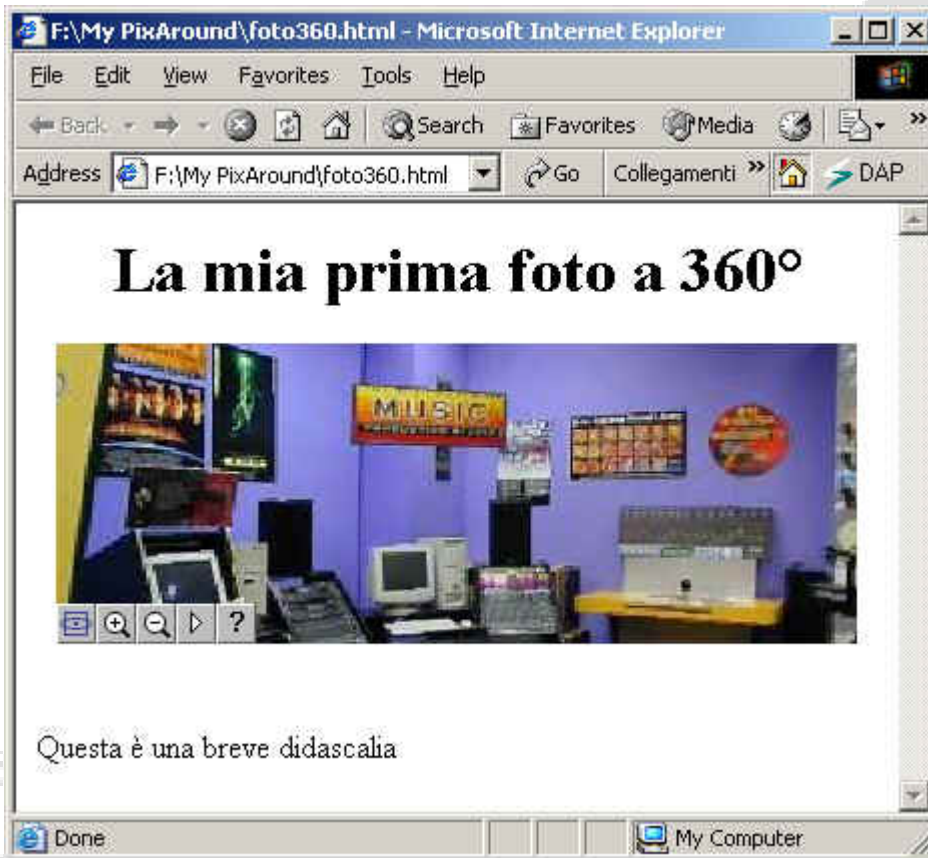 F:\My PixAround\foto360.html - Microsoft Internet Explorer
File Edit View Favorites Tools Help
Back Search Favorites Media »
Address F:\My PixAround\foto360.html Go Collegamenti » DAP
La mia prima foto a 360°
MUSIC
?
Questa è una breve didascalia
Done My Computer